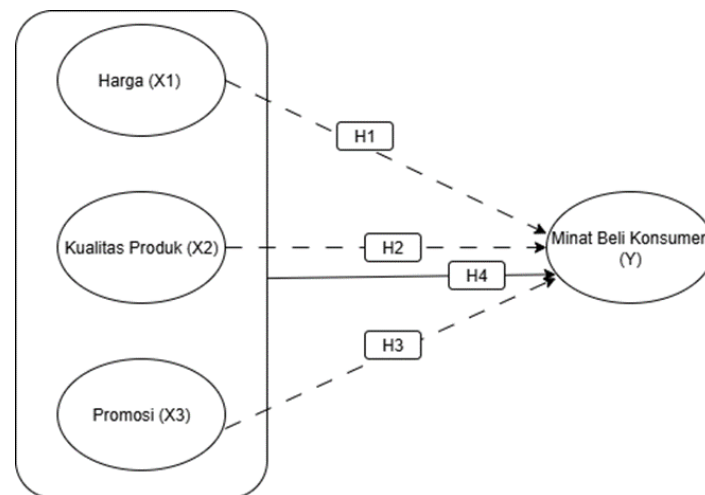 Harga (X1)
H1
Kualitas Produk (X2)
H2
Minat Beli Konsumen
(Y)
H4
H3
Promosi (X3)